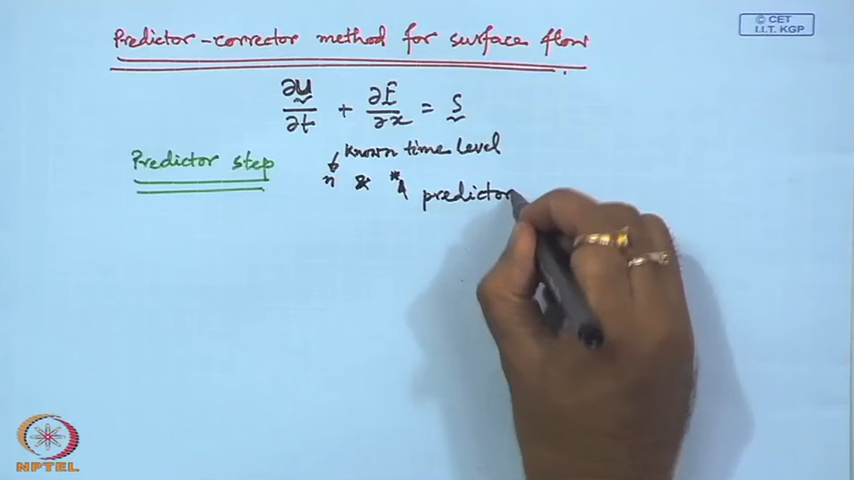 Predictor-corrector method for surface flow
© CET
I.I.T. KGP
∂U/∂t + ∂E/∂x = S
Predictor step
known time level
n & * predictor
NPTEL